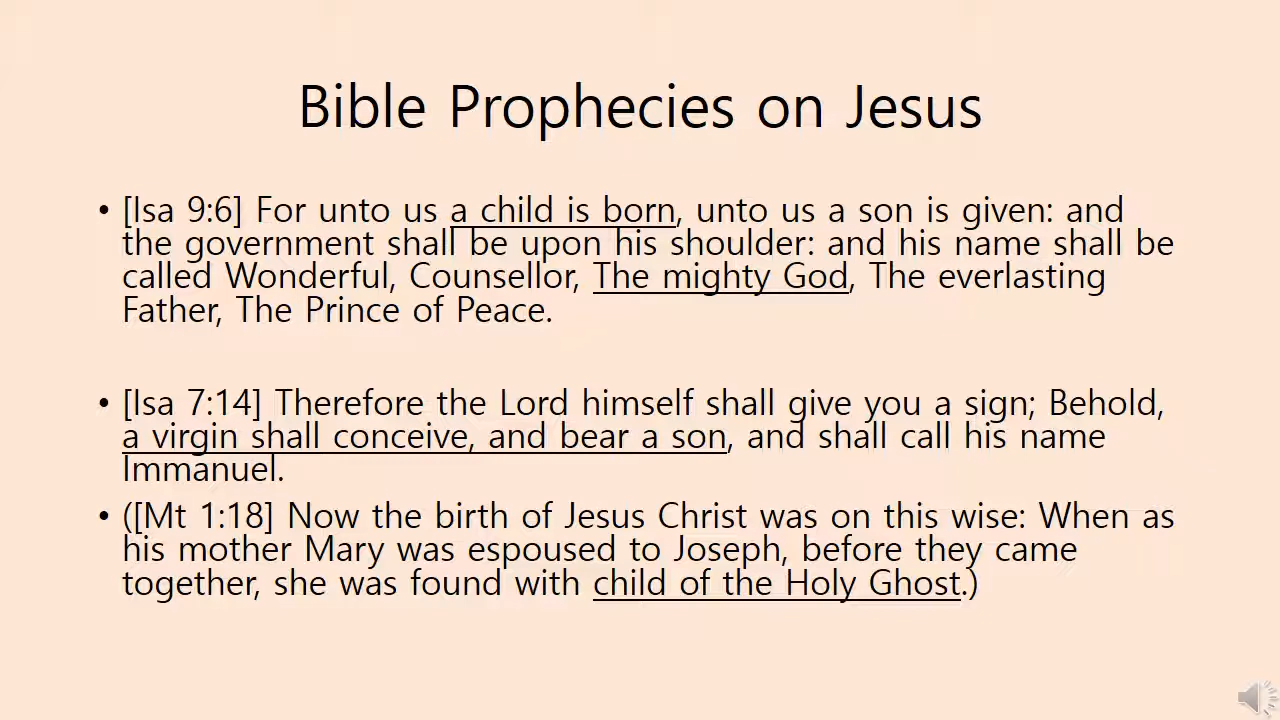 Bible Prophecies on Jesus
• [Isa 9:6] For unto us a child is born, unto us a son is given: and
the government shall be upon his shoulder: and his name shall be
called Wonderful, Counsellor, The mighty God, The everlasting
Father, The Prince of Peace.
• [Isa 7:14] Therefore the Lord himself shall give you a sign; Behold,
a virgin shall conceive, and bear a son, and shall call his name
Immanuel.
• ([Mt 1:18] Now the birth of Jesus Christ was on this wise: When as
his mother Mary was espoused to Joseph, before they came
together, she was found with child of the Holy Ghost.)